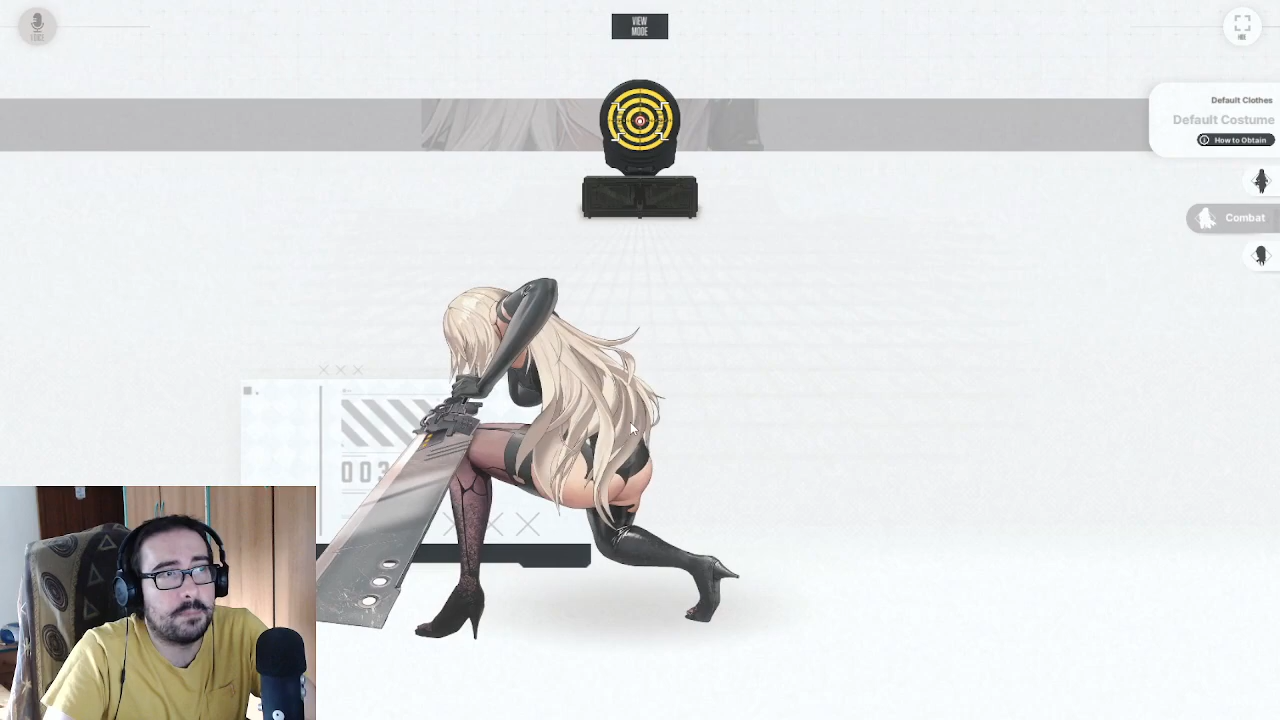 VIEW
MODE
Default Clothes
Default Costume
How to Obtain
Combat
003